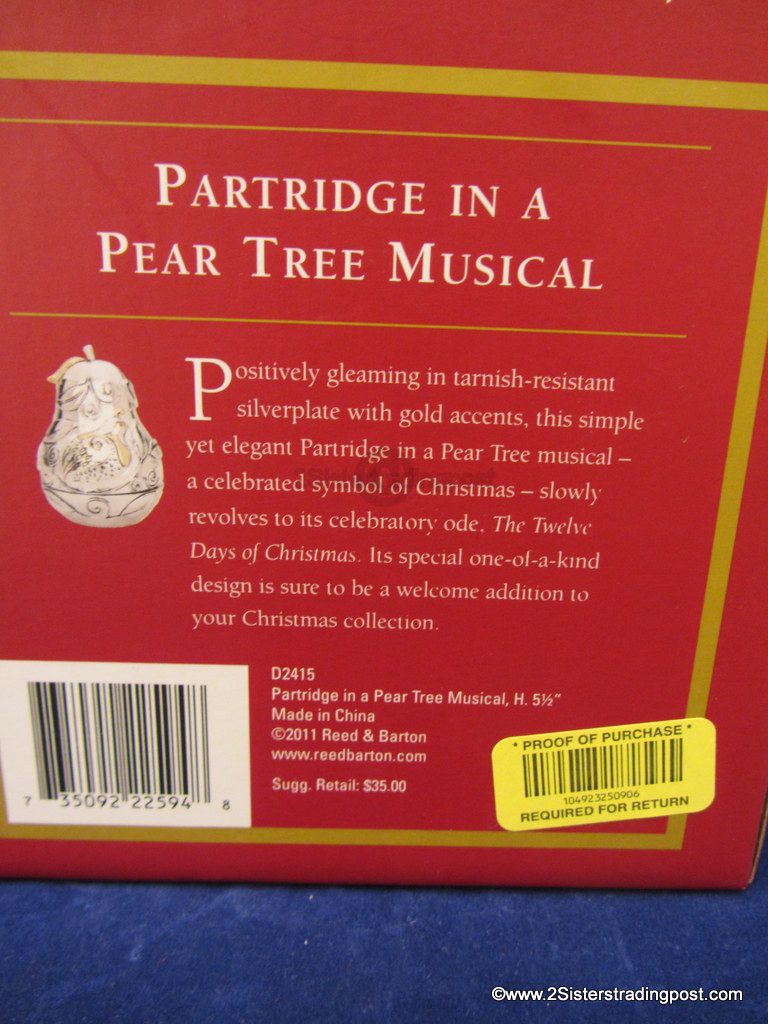 PARTRIDGE IN A
PEAR TREE MUSICAL
Positively gleaming in tarnish-resistant
silverplate with gold accents, this simple
yet elegant Partridge in a Pear Tree musical –
a celebrated symbol of Christmas – slowly
revolves to its celebratory ode, The Twelve
Days of Christmas. Its special one-of-a-kind
design is sure to be a welcome addition to
your Christmas collection.
D2415
Partridge in a Pear Tree Musical, H. 5½"
Made in China
©2011 Reed & Barton
www.reedbarton.com
Sugg. Retail: $35.00
7 35092 22594 8
* PROOF OF PURCHASE *
104923250906
REQUIRED FOR RETURN
©www.2Sisterstradingpost.com